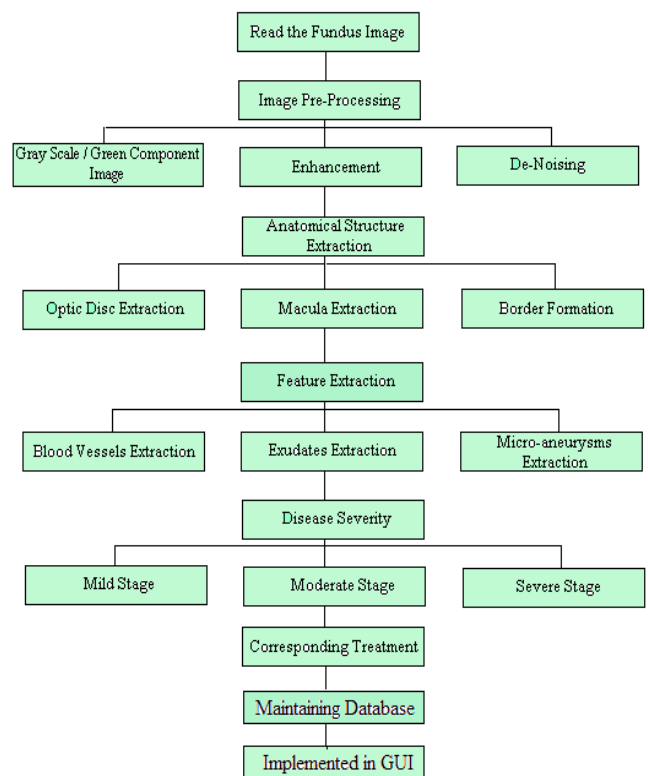 Read the Fundus Image
Image Pre-Processing
Gray Scale / Green Component
Image
Enhancement
De-Noising
Anatomical Structure
Extraction
Optic Disc Extraction
Macula Extraction
Border Formation
Feature Extraction
Blood Vessels Extraction
Exudates Extraction
Micro-aneurysms
Extraction
Disease Severity
Mild Stage
Moderate Stage
Severe Stage
Corresponding Treatment
Maintaining Database
Implemented in GUI